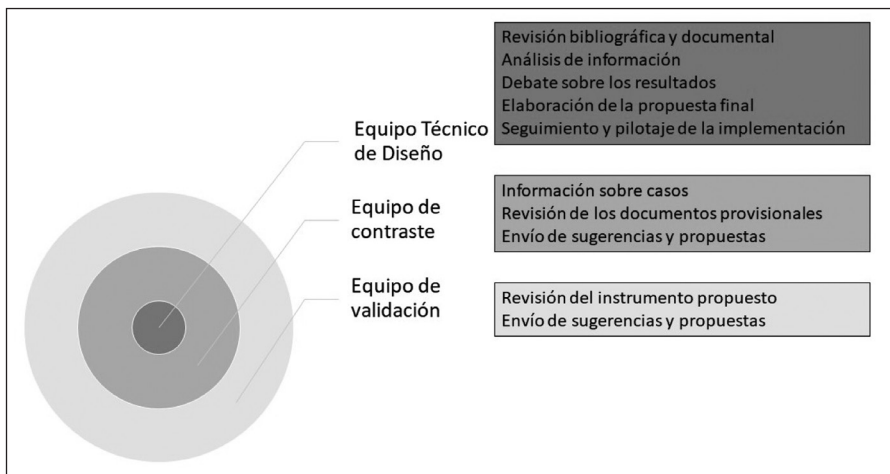 Revisión bibliográfica y documental
Análisis de información
Debate sobre los resultados
Elaboración de la propuesta final
Seguimiento y pilotaje de la implementación
Equipo Técnico
de Diseño
Información sobre casos
Revisión de los documentos provisionales
Envío de sugerencias y propuestas
Equipo de
contraste
Revisión del instrumento propuesto
Envío de sugerencias y propuestas
Equipo de
validación